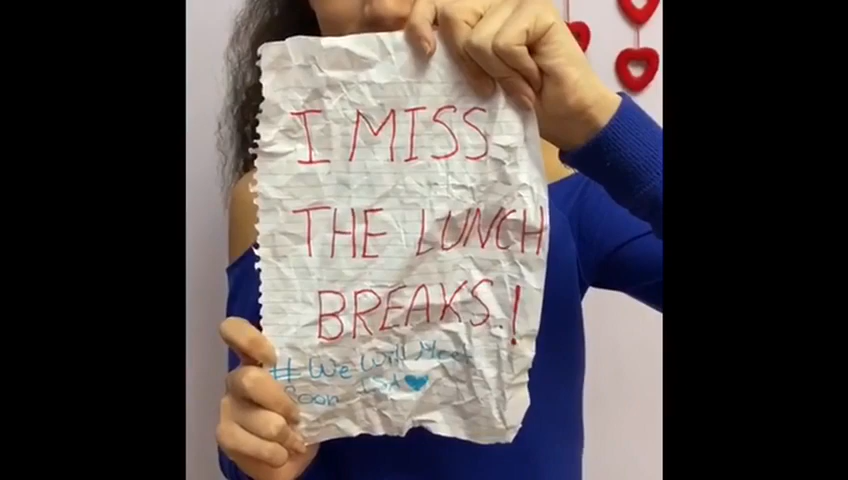 I MISS
THE LUNCH
BREAKS.!
# We Will Meet
Soon ISA